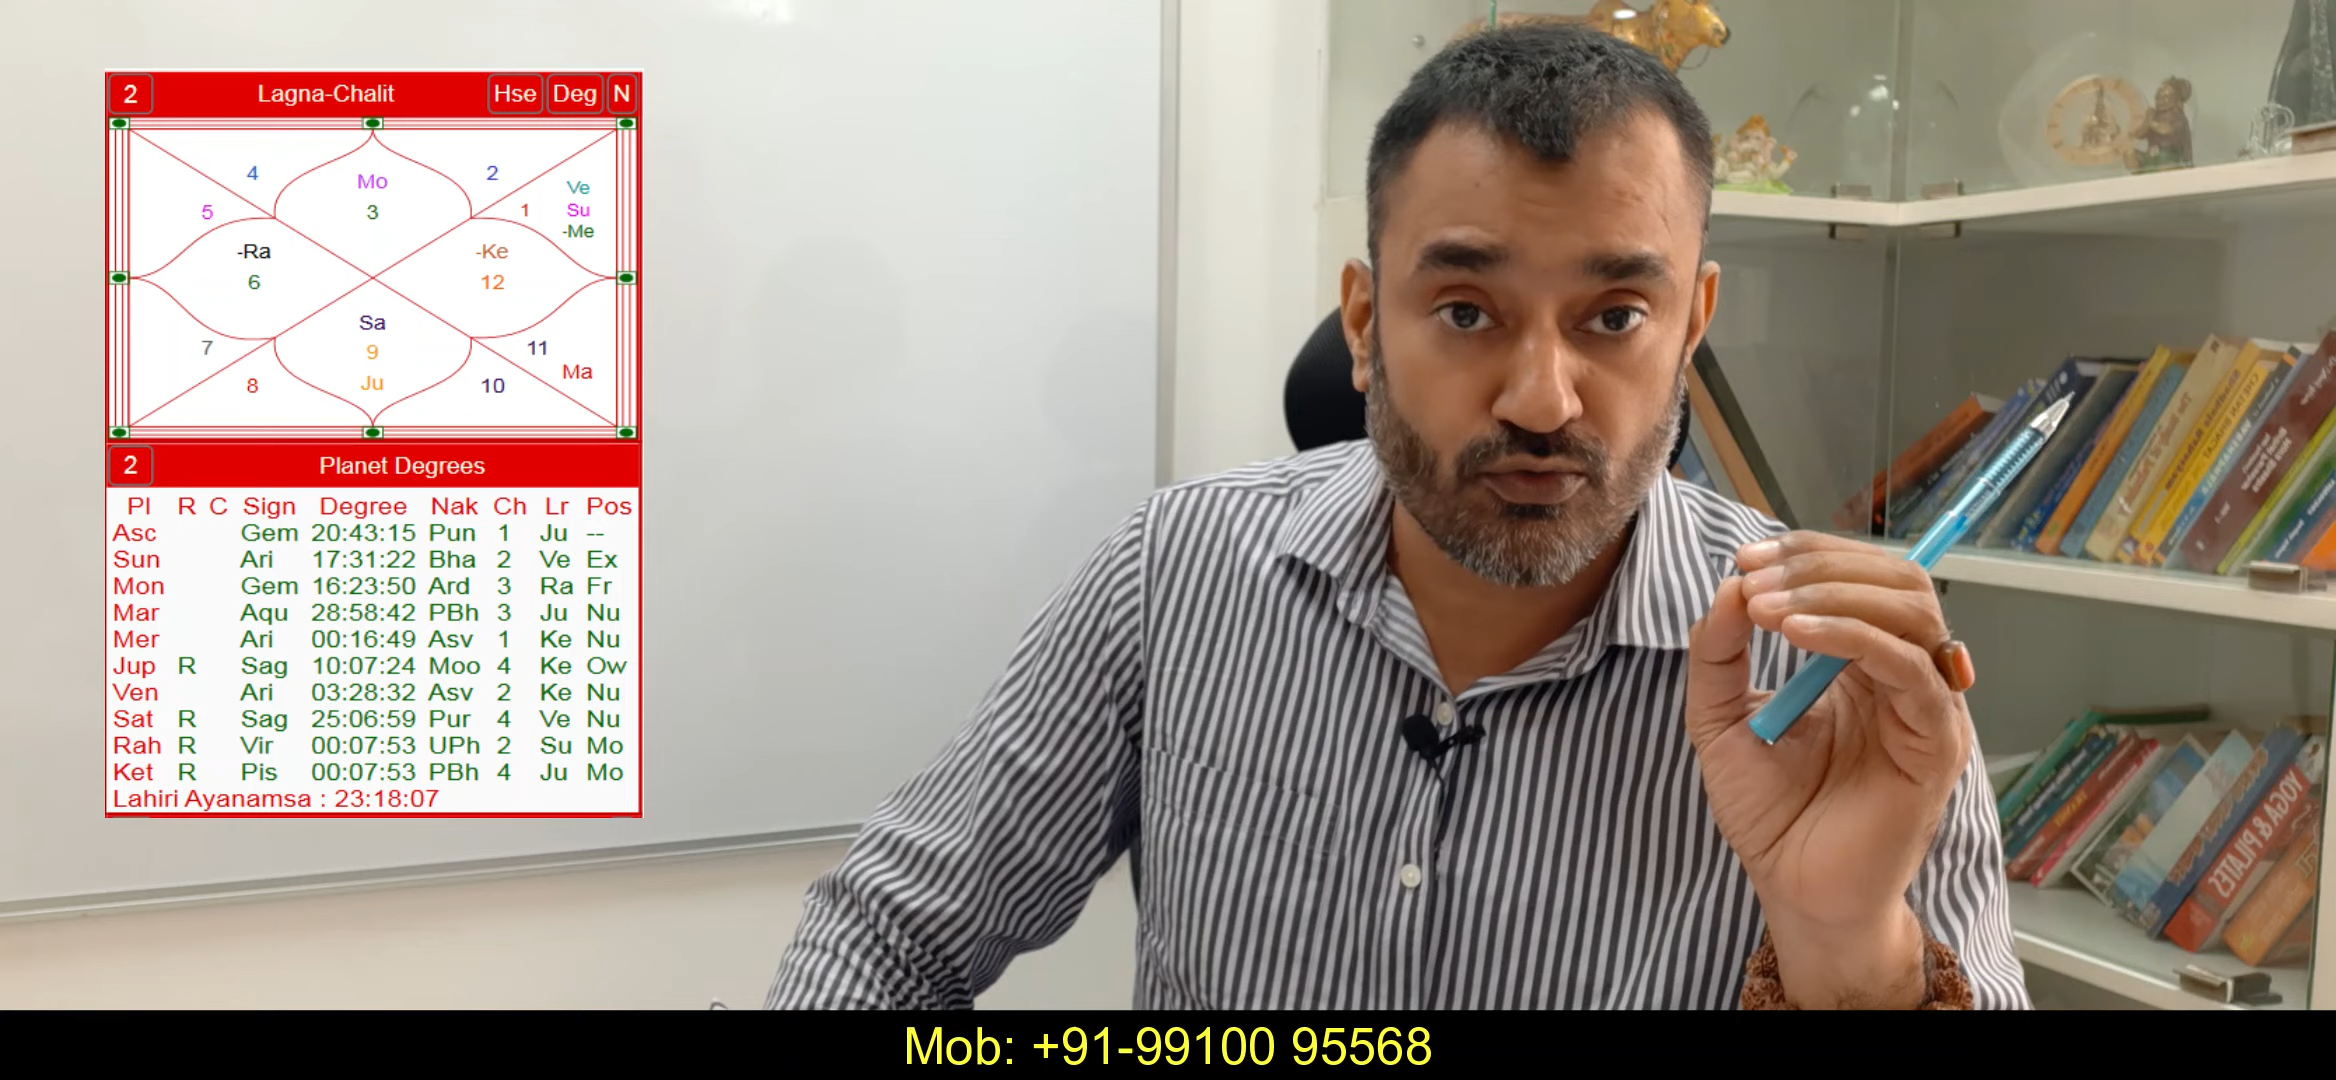 2 Lagna-Chalit Hse Deg N
4 Mo 2 Ve
5 3 1 Su
-Me
-Ra -Ke
6 12
Sa
7 9 11
8 Ju 10 Ma
2 Planet Degrees
Pl R C Sign Degree Nak Ch Lr Pos
Asc Gem 20:43:15 Pun 1 Ju --
Sun Ari 17:31:22 Bha 2 Ve Ex
Mon Gem 16:23:50 Ard 3 Ra Fr
Mar Aqu 28:58:42 PBh 3 Ju Nu
Mer Ari 00:16:49 Asv 1 Ke Nu
Jup R Sag 10:07:24 Moo 4 Ke Ow
Ven Ari 03:28:32 Asv 2 Ke Nu
Sat R Sag 25:06:59 Pur 4 Ve Nu
Rah R Vir 00:07:53 UPh 2 Su Mo
Ket R Pis 00:07:53 PBh 4 Ju Mo
Lahiri Ayanamsa : 23:18:07
YOGA & PILATES
Mob: +91-99100 95568